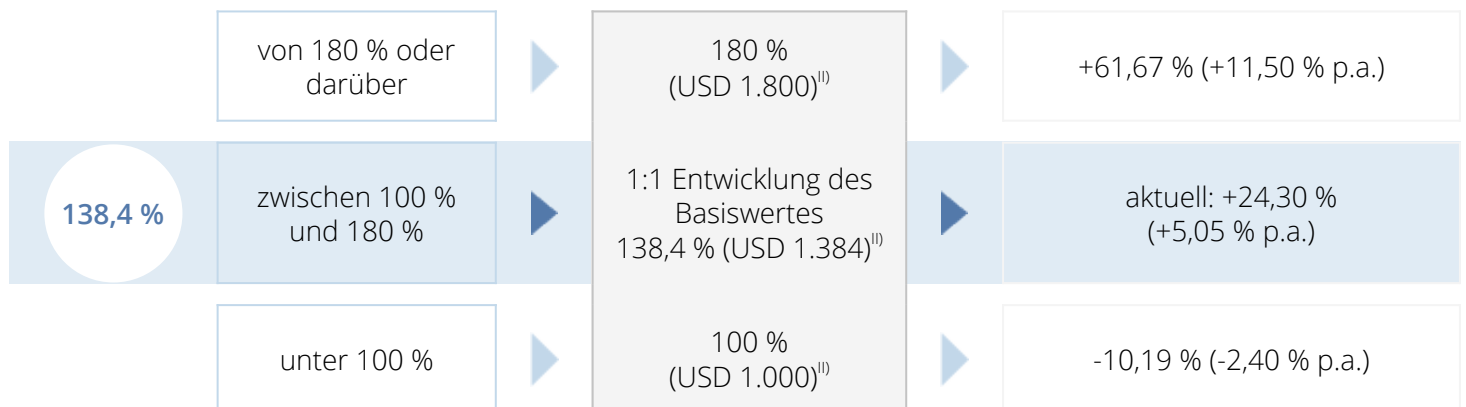 von 180 % oder
darüber
180 %
(USD 1.800)II)
+61,67 % (+11,50 % p.a.)
138,4 %
zwischen 100 %
und 180 %
1:1 Entwicklung des
Basiswertes
138,4 % (USD 1.384)II)
aktuell: +24,30 %
(+5,05 % p.a.)
unter 100 %
100 %
(USD 1.000)II)
-10,19 % (-2,40 % p.a.)